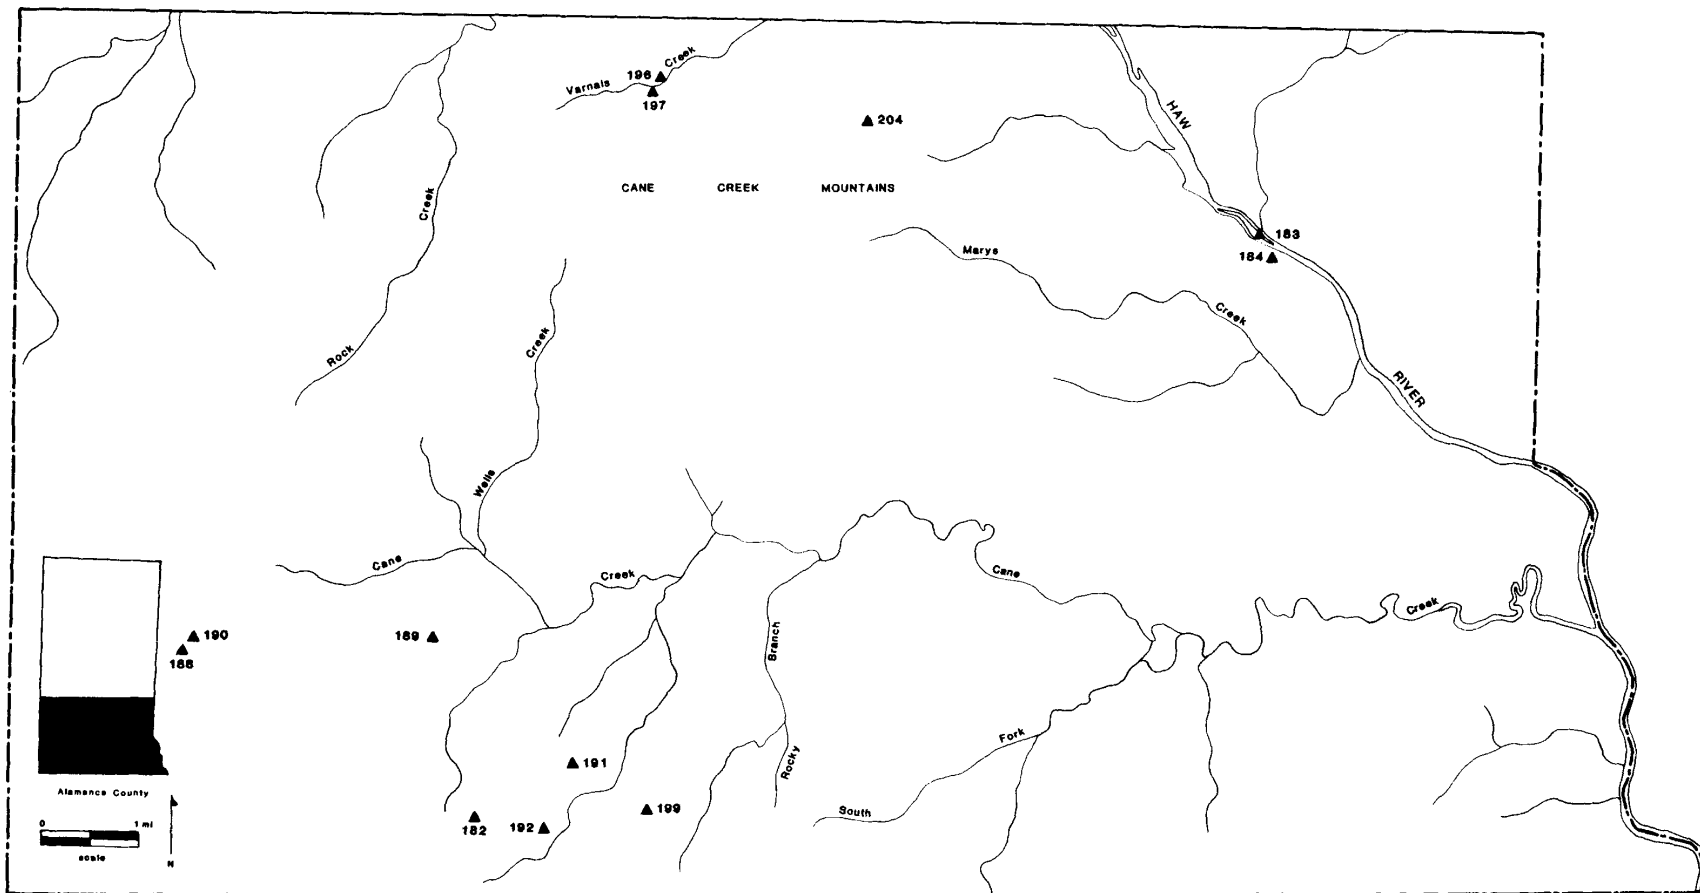 Varnals Creek
196
197
204
HAW RIVER
CANE CREEK MOUNTAINS
Rock Creek
183
184
Marys Creek
Wells Creek
Cane Creek
Cane Creek
190
188
189
Branch
Rocky
South Fork
191
199
182
192
Alamance County
0 1 mi
scale
N